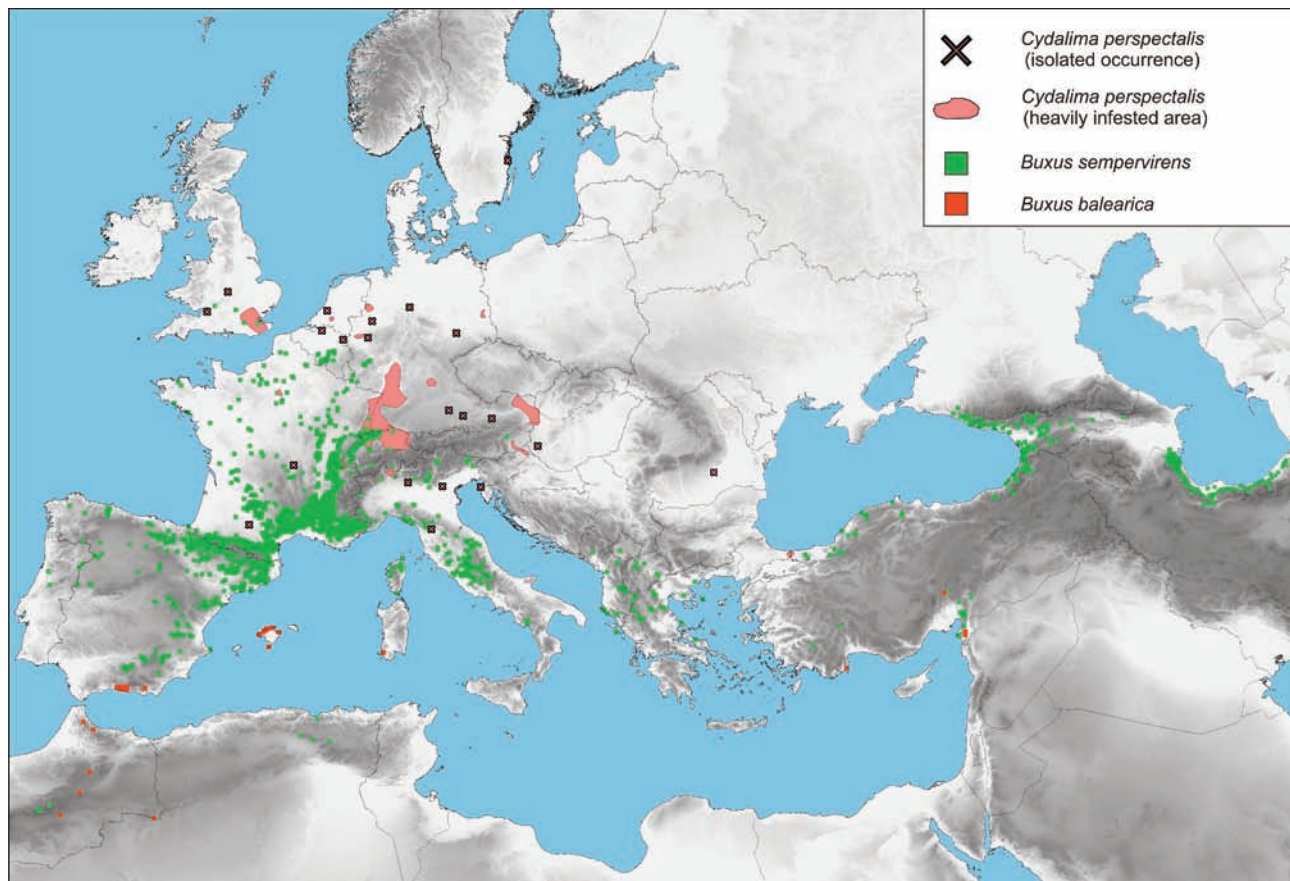 Cydalima perspectalis
(isolated occurrence)
Cydalima perspectalis
(heavily infested area)
Buxus sempervirens
Buxus balearica